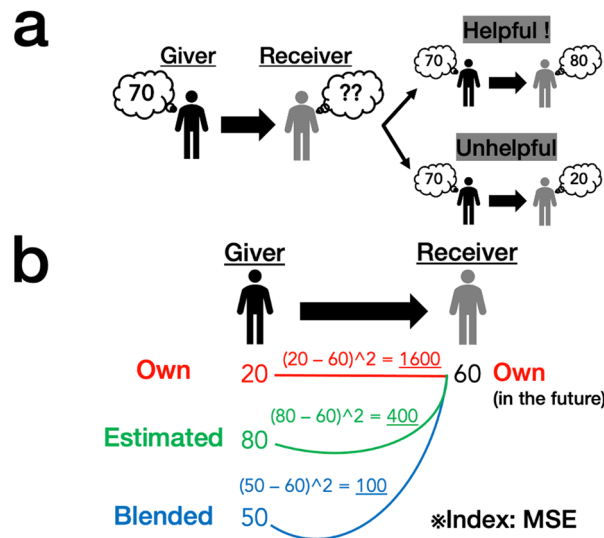 a
Giver Receiver
70 ??
Helpful !
70 80
Unhelpful
70 20
b
Giver Receiver
Own 20 (20 – 60)^2 = 1600 60 Own
(in the future)
Estimated 80 (80 – 60)^2 = 400
Blended 50 (50 – 60)^2 = 100
※Index: MSE